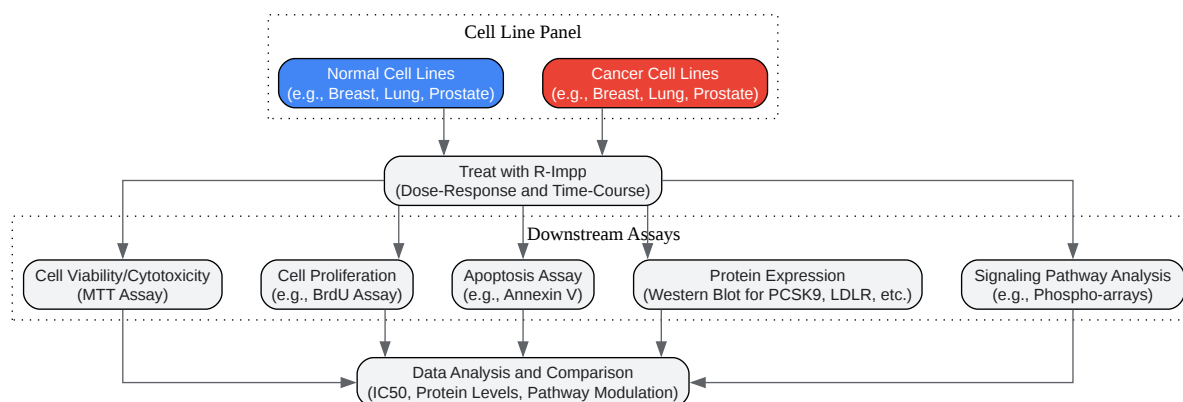 Cell Line Panel
Normal Cell Lines
(e.g., Breast, Lung, Prostate)
Cancer Cell Lines
(e.g., Breast, Lung, Prostate)
Treat with R-Impp
(Dose-Response and Time-Course)
Downstream Assays
Cell Viability/Cytotoxicity
(MTT Assay)
Cell Proliferation
(e.g., BrdU Assay)
Apoptosis Assay
(e.g., Annexin V)
Protein Expression
(Western Blot for PCSK9, LDLR, etc.)
Signaling Pathway Analysis
(e.g., Phospho-arrays)
Data Analysis and Comparison
(IC50, Protein Levels, Pathway Modulation)